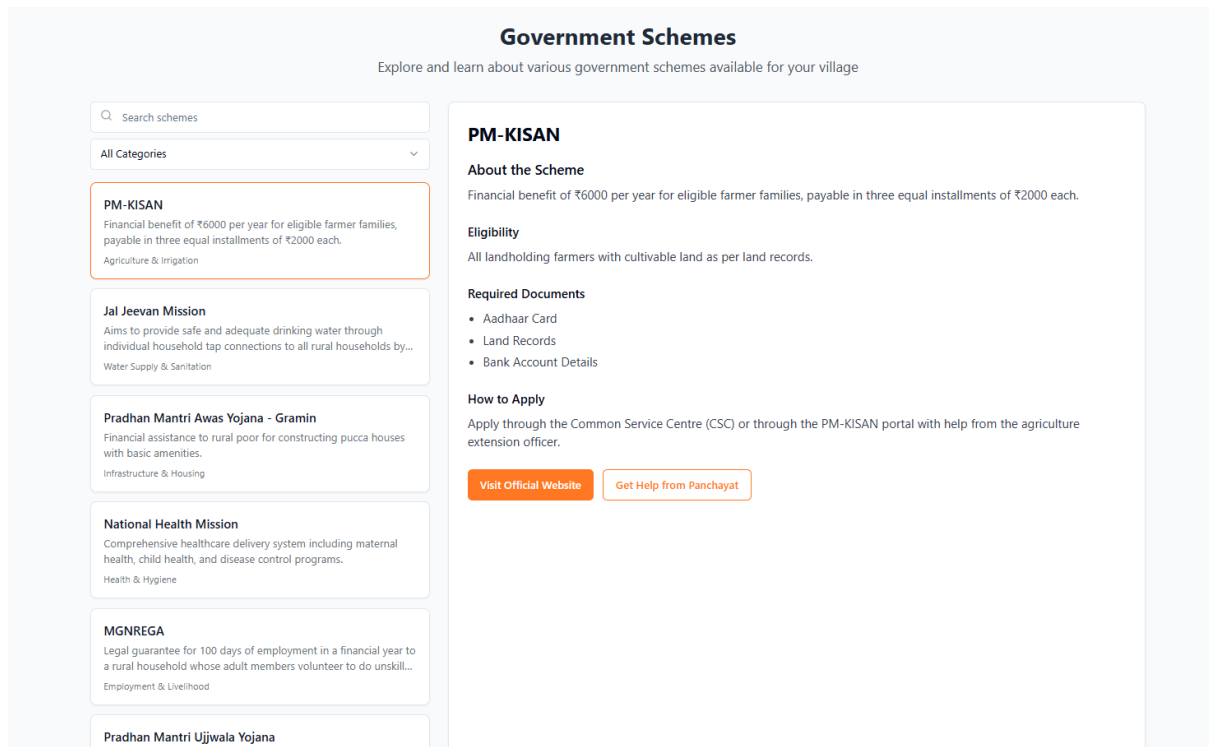 Government Schemes
Explore and learn about various government schemes available for your village
Search schemes
All Categories
PM-KISAN
Financial benefit of ₹6000 per year for eligible farmer families,
payable in three equal installments of ₹2000 each.
Agriculture & Irrigation
Jal Jeevan Mission
Aims to provide safe and adequate drinking water through
individual household tap connections to all rural households by...
Water Supply & Sanitation
Pradhan Mantri Awas Yojana - Gramin
Financial assistance to rural poor for constructing pucca houses
with basic amenities.
Infrastructure & Housing
National Health Mission
Comprehensive healthcare delivery system including maternal
health, child health, and disease control programs.
Health & Hygiene
MGNREGA
Legal guarantee for 100 days of employment in a financial year to
a rural household whose adult members volunteer to do unskill...
Employment & Livelihood
Pradhan Mantri Ujjwala Yojana
PM-KISAN
About the Scheme
Financial benefit of ₹6000 per year for eligible farmer families, payable in three equal installments of ₹2000 each.
Eligibility
All landholding farmers with cultivable land as per land records.
Required Documents
• Aadhaar Card
• Land Records
• Bank Account Details
How to Apply
Apply through the Common Service Centre (CSC) or through the PM-KISAN portal with help from the agriculture
extension officer.
Visit Official Website
Get Help from Panchayat